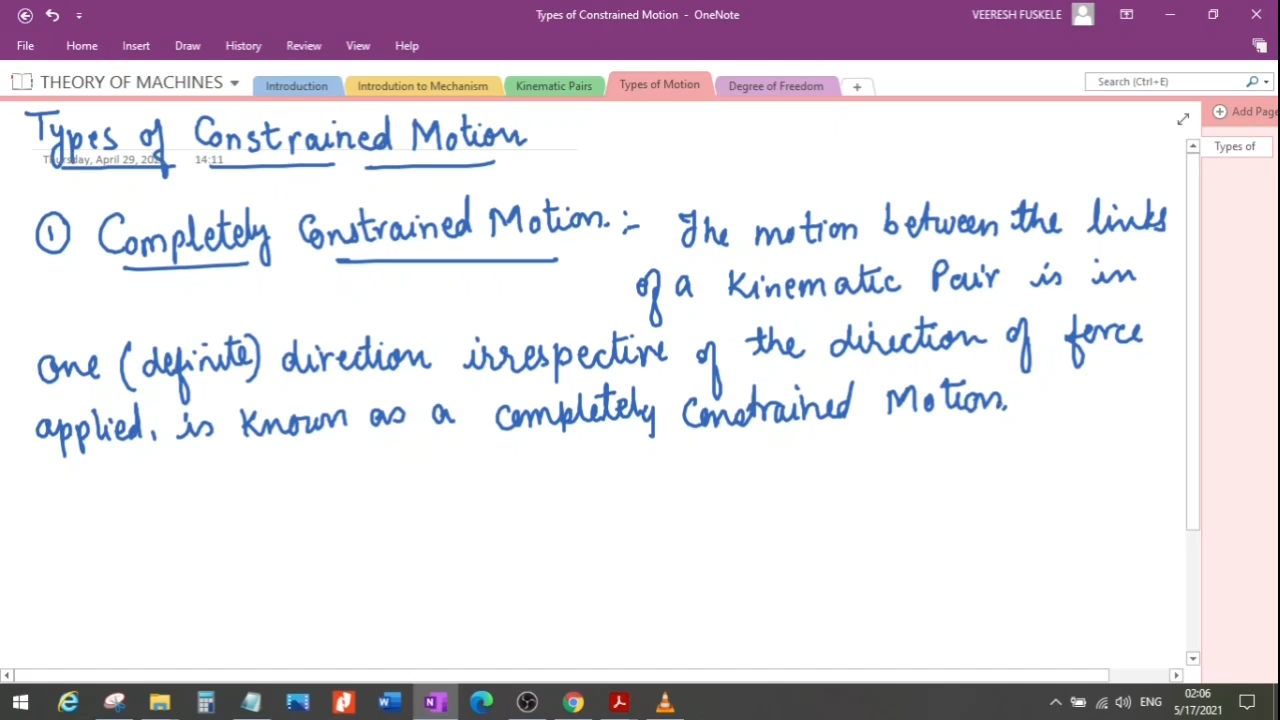 Types of Constrained Motion - OneNote
VEERESH FUSKELE
File Home Insert Draw History Review View Help
THEORY OF MACHINES
Introduction
Introdution to Mechanism
Kinematic Pairs
Types of Motion
Degree of Freedom
Search (Ctrl+E)
Add Page
Types of
Types of Constrained Motion
Thursday, April 29, 14:11
① Completely Constrained Motion :- The motion between the links
of a Kinematic Pair is in
one (definite) direction irrespective of the direction of force
applied, is known as a completely constrained Motion.
ENG
02:06
5/17/2021